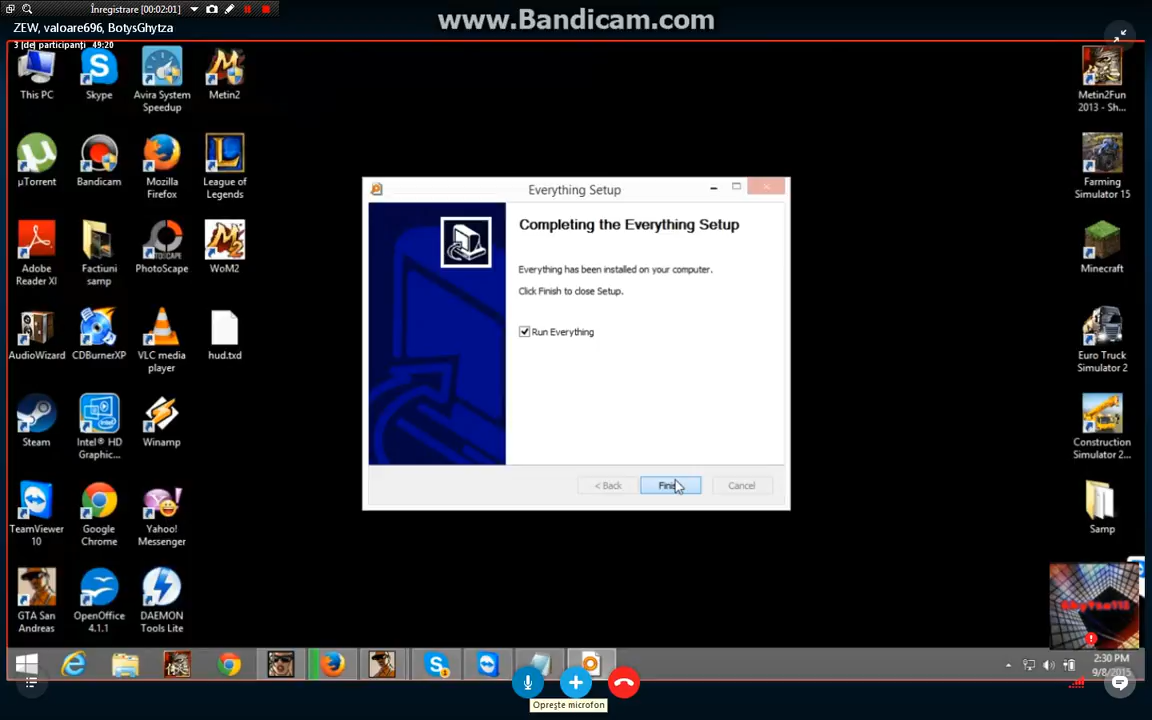 Înregistrare [00:02:01]
www.Bandicam.com
ZEW, valoare696, BotysGhytza
3 [de] participanți 49:20
This PC
Skype
Avira System
Speedup
Metin2
Metin2Fun
2013 - Sh...
µTorrent
Bandicam
Mozilla
Firefox
League of
Legends
Farming
Simulator 15
Everything Setup
Completing the Everything Setup
Everything has been installed on your computer.
Click Finish to close Setup.
Run Everything
< Back
Cancel
Adobe
Reader XI
Factiuni
samp
PhotoScape
WoM2
Minecraft
AudioWizard
CDBurnerXP
VLC media
player
hud.txd
Euro Truck
Simulator 2
Steam
Intel® HD
Graphic...
Winamp
Construction
Simulator 2...
TeamViewer
10
Google
Chrome
Yahoo!
Messenger
Samp
GTA San
Andreas
OpenOffice
4.1.1
DAEMON
Tools Lite
2:30 PM
9/8/2015
Oprește microfon